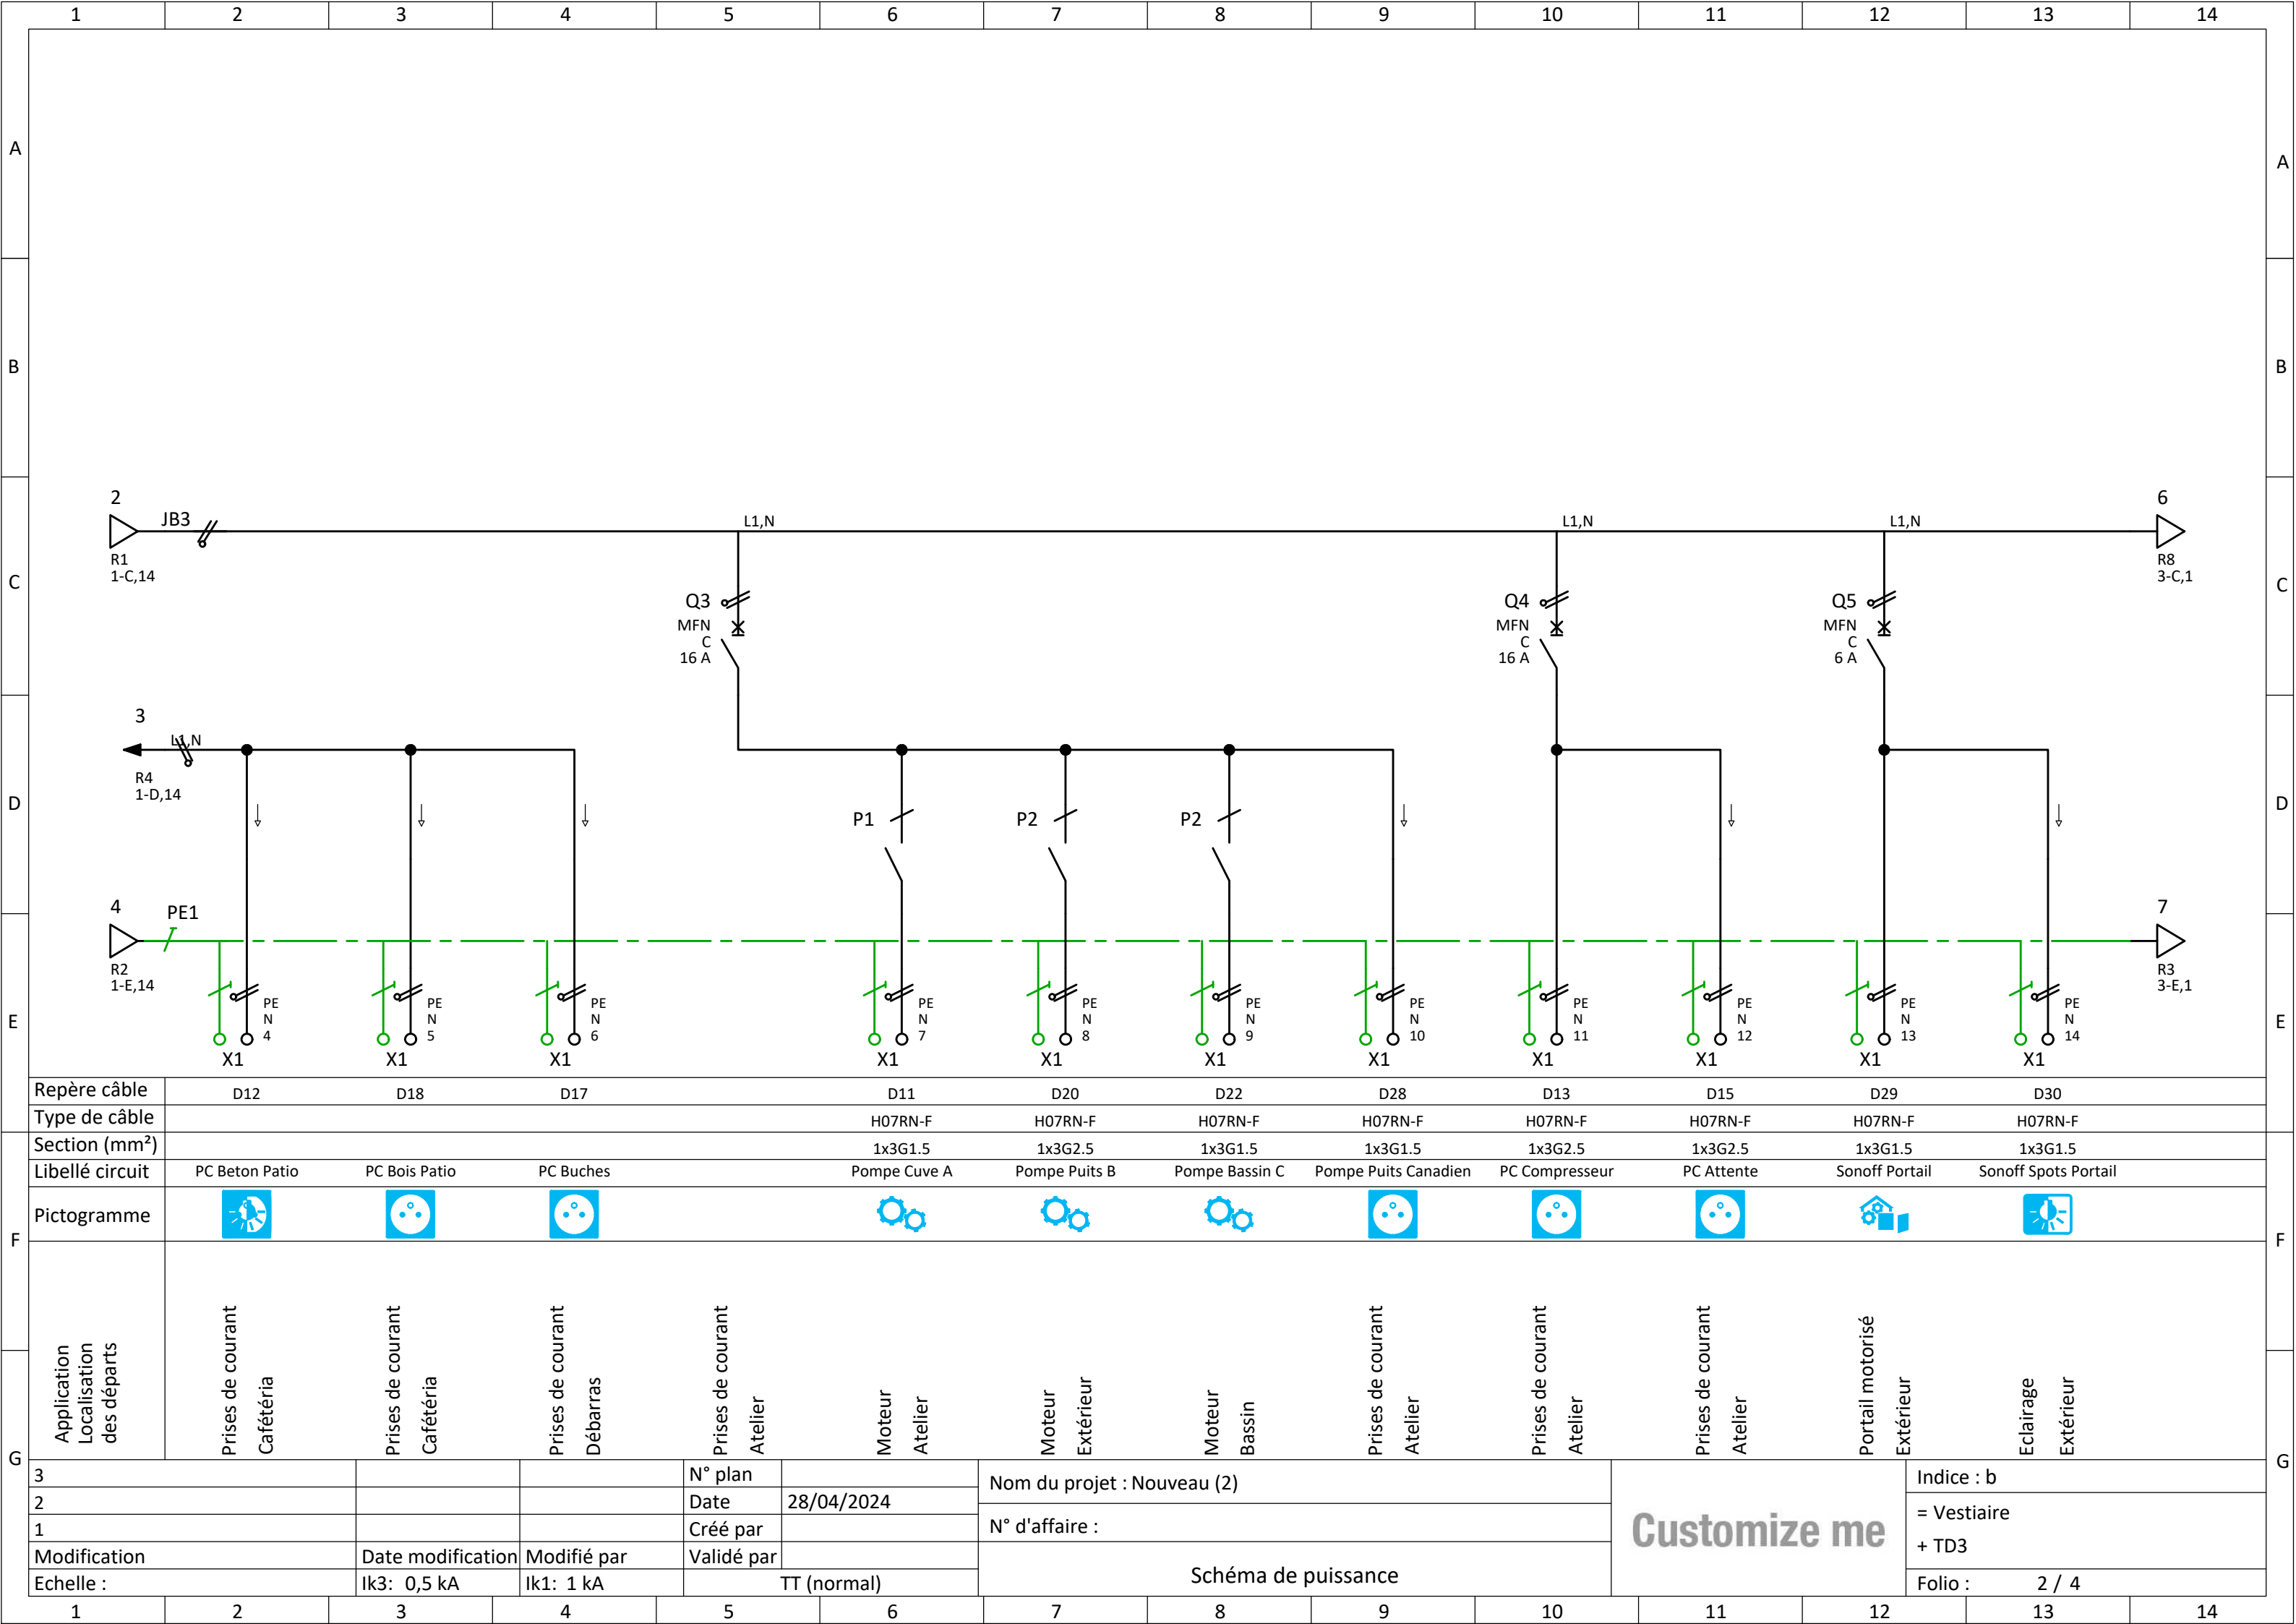 1 2 3 4 5 6 7 8 9 10 11 12 13 14
A A
B B
2 6
JB3 L1,N L1,N L1,N
R1 R8
1-C,14 3-C,1
C C
Q3 Q4 Q5
MFN MFN MFN
C C C
16 A 16 A 6 A
3
L1,N
R4
1-D,14
D D
P1 P2 P2
4 7
PE1
R2 R3
1-E,14 3-E,1
E E
PE PE PE PE PE PE PE PE PE PE PE
N N N N N N N N N N N
4 5 6 7 8 9 10 11 12 13 14
X1 X1 X1 X1 X1 X1 X1 X1 X1 X1 X1
Repère câble D12 D18 D17 D11 D20 D22 D28 D13 D15 D29 D30
Type de câble H07RN-F H07RN-F H07RN-F H07RN-F H07RN-F H07RN-F H07RN-F H07RN-F
Section (mm²) 1x3G1.5 1x3G2.5 1x3G1.5 1x3G1.5 1x3G2.5 1x3G2.5 1x3G1.5 1x3G1.5
Libellé circuit PC Beton Patio PC Bois Patio PC Buches Pompe Cuve A Pompe Puits B Pompe Bassin C Pompe Puits Canadien PC Compresseur PC Attente Sonoff Portail Sonoff Spots Portail
Pictogramme
F F
Application
Localisation
des départs
Prises de courant
Cafétéria
Prises de courant
Cafétéria
Prises de courant
Débarras
Prises de courant
Atelier
Moteur
Atelier
Moteur
Extérieur
Moteur
Bassin
Prises de courant
Atelier
Prises de courant
Atelier
Prises de courant
Atelier
Portail motorisé
Extérieur
Eclairage
Extérieur
G G
3 N° plan
2 Date 28/04/2024
1 Créé par
Modification Date modification Modifié par Validé par
Echelle : Ik3: 0,5 kA Ik1: 1 kA TT (normal)
Nom du projet : Nouveau (2)
N° d'affaire :
Schéma de puissance
Customize me
Indice : b
= Vestiaire
+ TD3
Folio : 2 / 4
1 2 3 4 5 6 7 8 9 10 11 12 13 14